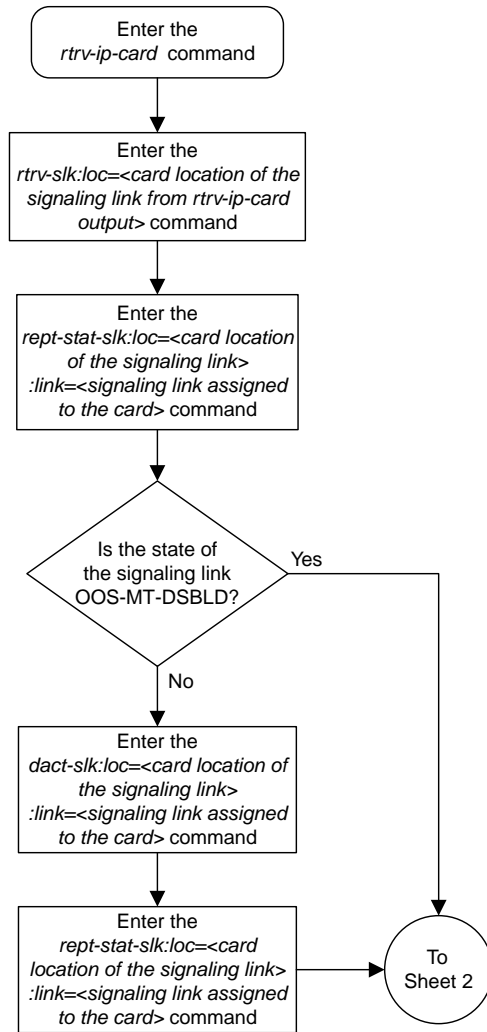 Enter the
rtrv-ip-card command
Enter the
rtrv-slk:loc=<card location of the
signaling link from rtrv-ip-card
output> command
Enter the
rept-stat-slk:loc=<card location
of the signaling link>
:link=<signaling link assigned
to the card> command
Is the state of
the signaling link
OOS-MT-DSBLD?
Yes
No
Enter the
dact-slk:loc=<card location of
the signaling link>
:link=<signaling link assigned
to the card> command
Enter the
rept-stat-slk:loc=<card
location of the signaling link>
:link=<signaling link assigned
to the card> command
To
Sheet 2